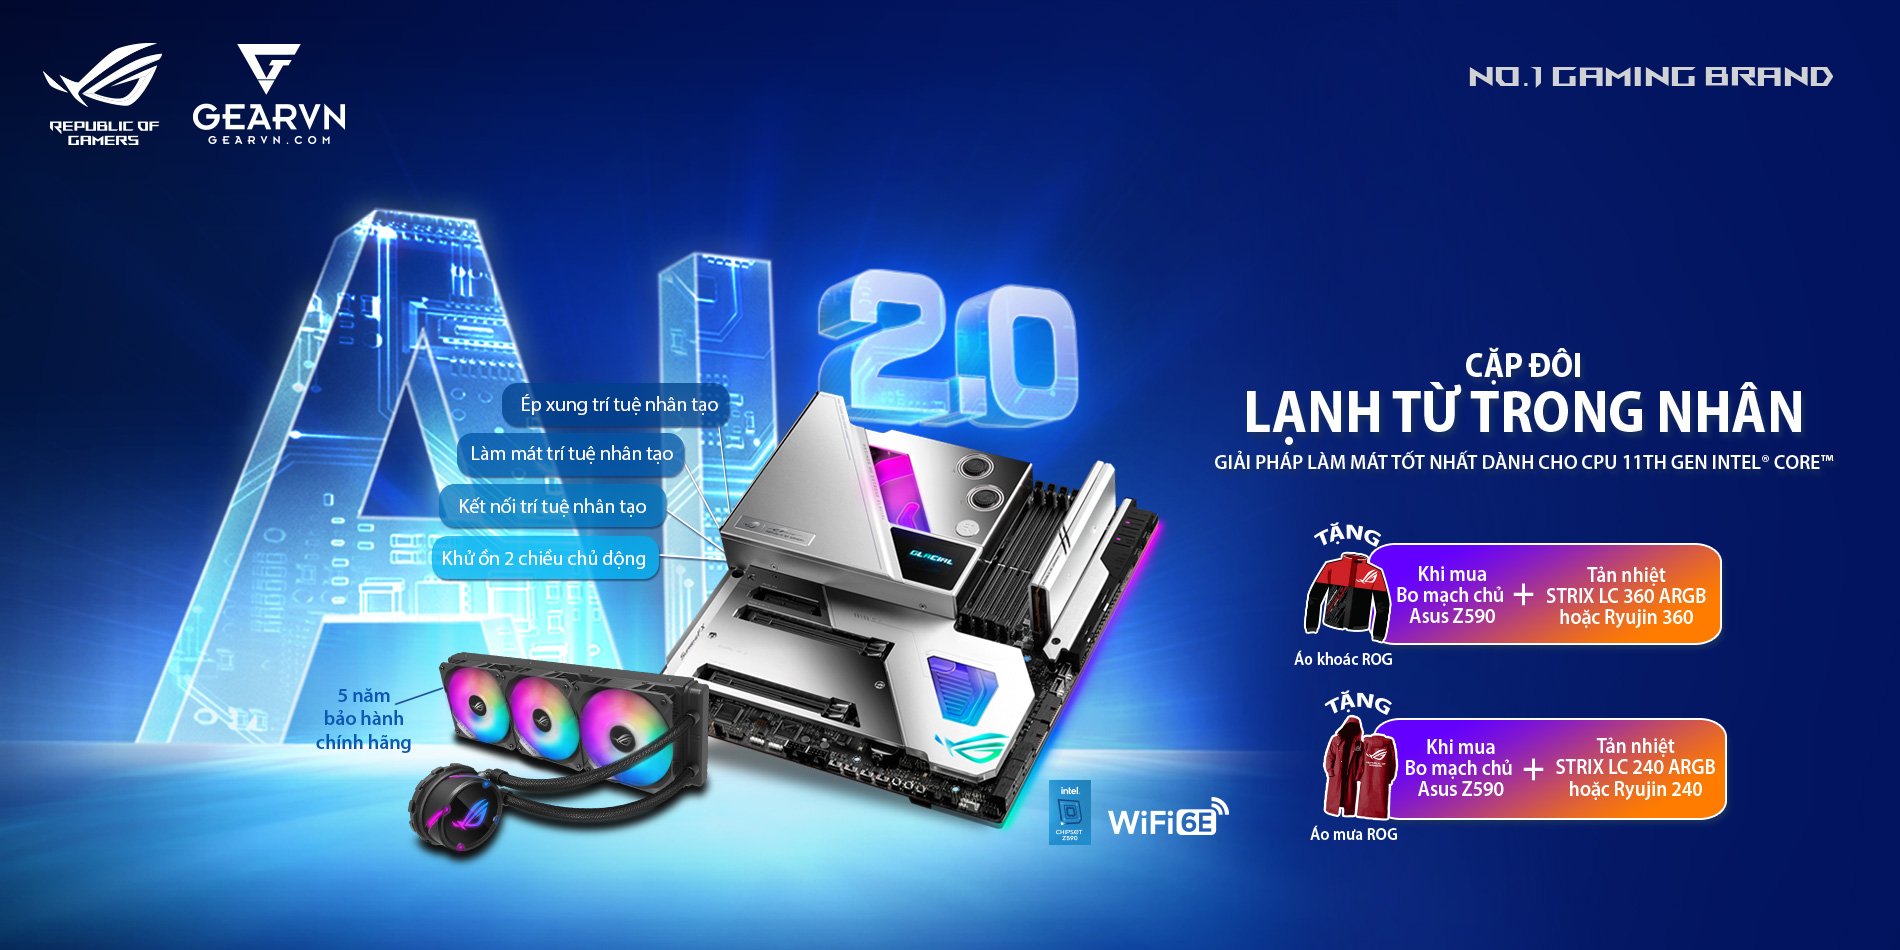 REPUBLIC OF
GAMERS
GEARVN
GEARVN.COM
NO.1 GAMING BRAND
AI 2.0
Ép xung trí tuệ nhân tạo
Làm mát trí tuệ nhân tạo
Kết nối trí tuệ nhân tạo
Khử ồn 2 chiều chủ động
GLACIAL
5 năm
bảo hành
chính hãng
intel.
CHIPSET
Z590
WiFi 6E
CẶP ĐÔI
LẠNH TỪ TRONG NHÂN
GIẢI PHÁP LÀM MÁT TỐT NHẤT DÀNH CHO CPU 11TH GEN INTEL® CORE™
TẶNG
Khi mua
Bo mạch chủ
Asus Z590
+
Tản nhiệt
STRIX LC 360 ARGB
hoặc Ryujin 360
Áo khoác ROG
TẶNG
Khi mua
Bo mạch chủ
Asus Z590
+
Tản nhiệt
STRIX LC 240 ARGB
hoặc Ryujin 240
Áo mưa ROG